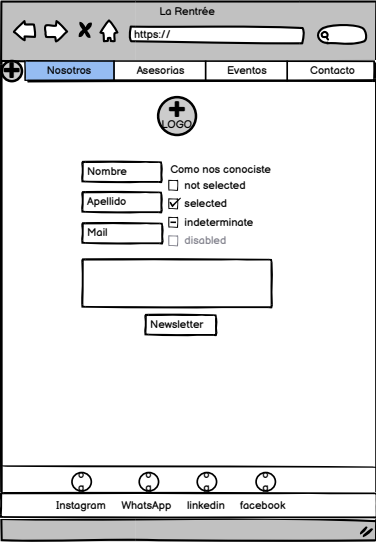 La Rentrée
https://
Nosotros Asesorias Eventos Contacto
LOGO
Nombre
Apellido
Mail
Como nos conociste
not selected
selected
indeterminate
disabled
Newsletter
Instagram WhatsApp linkedin facebook